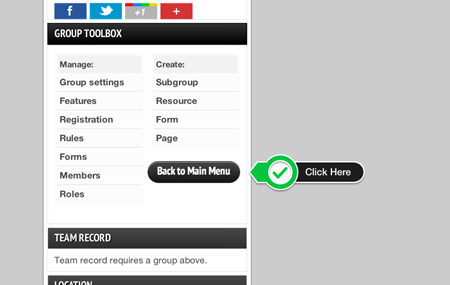 +1
GROUP TOOLBOX
Manage:
Group settings
Features
Registration
Rules
Forms
Members
Roles
Create:
Subgroup
Resource
Form
Page
Back to Main Menu
Click Here
TEAM RECORD
Team record requires a group above.
LOCATION